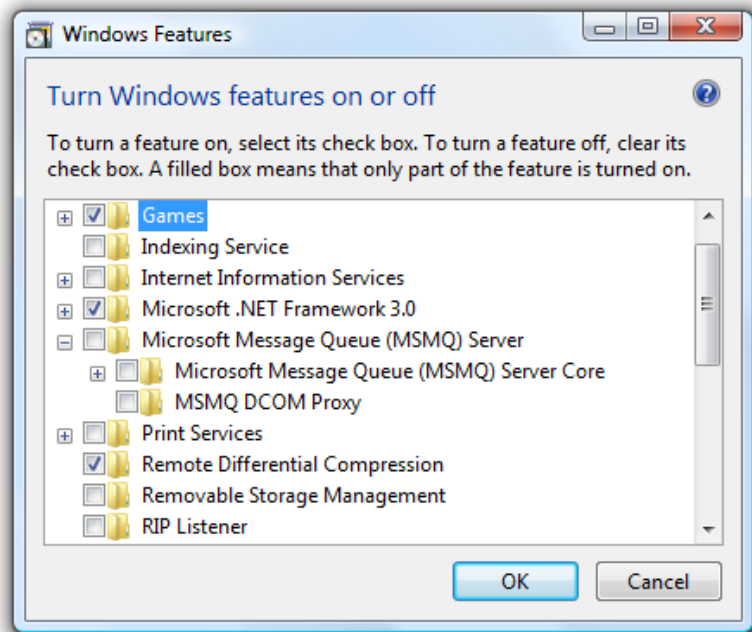 Windows Features
Turn Windows features on or off
To turn a feature on, select its check box. To turn a feature off, clear its
check box. A filled box means that only part of the feature is turned on.
Games
Indexing Service
Internet Information Services
Microsoft .NET Framework 3.0
Microsoft Message Queue (MSMQ) Server
Microsoft Message Queue (MSMQ) Server Core
MSMQ DCOM Proxy
Print Services
Remote Differential Compression
Removable Storage Management
RIP Listener
OK Cancel